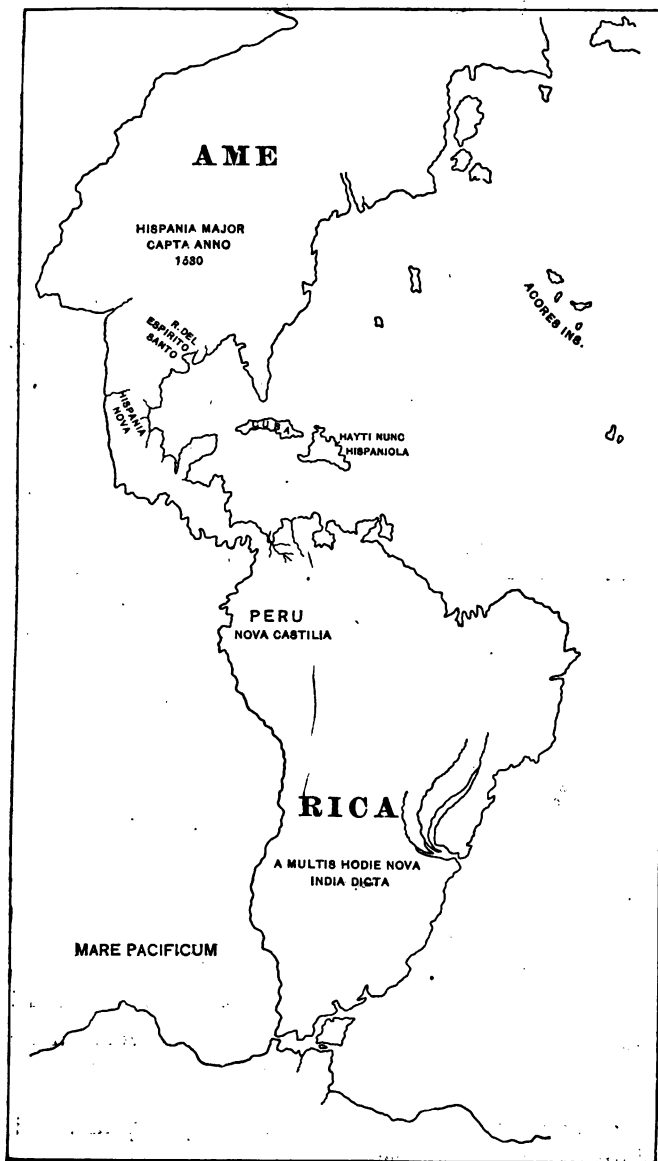 AME
HISPANIA MAJOR
CAPTA ANNO
1530
R. DEL
ESPIRITO
SANTO
ACORES INS.
HISPANIA
NOVA
CUBA
HAYTI NUNC
HISPANIOLA
PERU
NOVA CASTILIA
RICA
A MULTIS HODIE NOVA
INDIA DICTA
MARE PACIFICUM